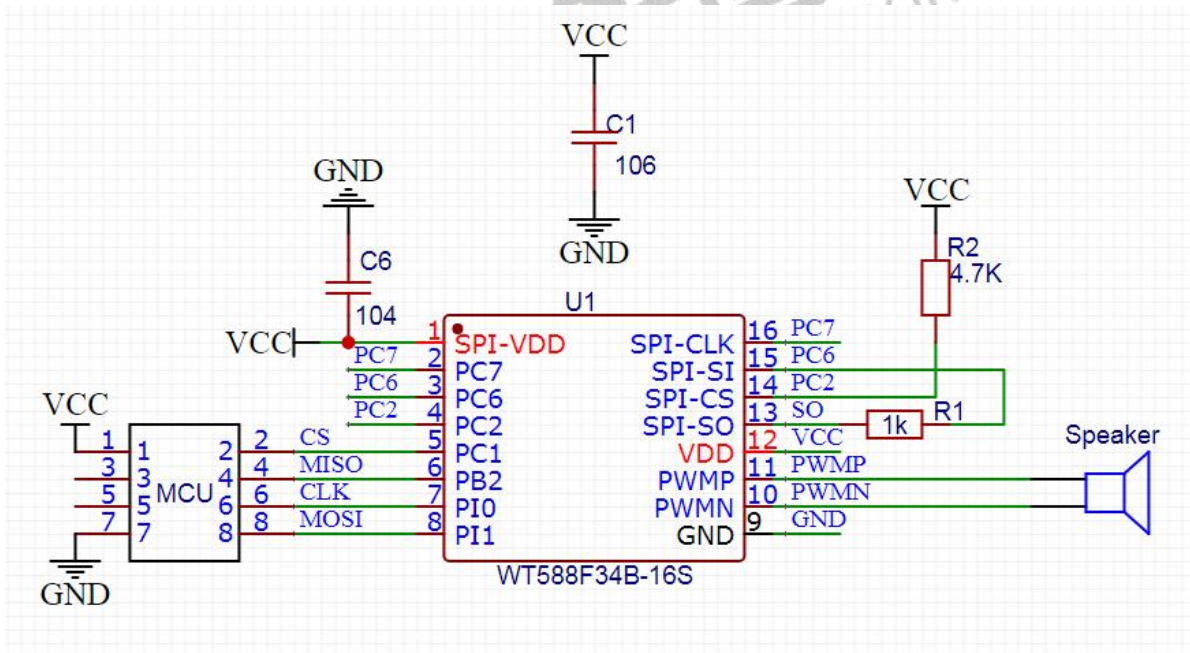 VCC
C1
106
GND
GND
C6
104
VCC
VCC
R2
4.7K
U1
1 SPI-VDD
PC7 2 PC7
PC6 3 PC6
PC2 4 PC2
5 PC1
6 PB2
7 PI0
8 PI1
SPI-CLK 16 PC7
SPI-SI 15 PC6
SPI-CS 14 PC2
SPI-SO 13 SO
1k R1
VDD 12 VCC
PWMP 11 PWMP
PWMN 10 PWMN
GND 9 GND
WT588F34B-16S
Speaker
VCC
1 1 2 2 CS
3 3 4 4 MISO
5 5 MCU 6 6 CLK
7 7 8 8 MOSI
GND